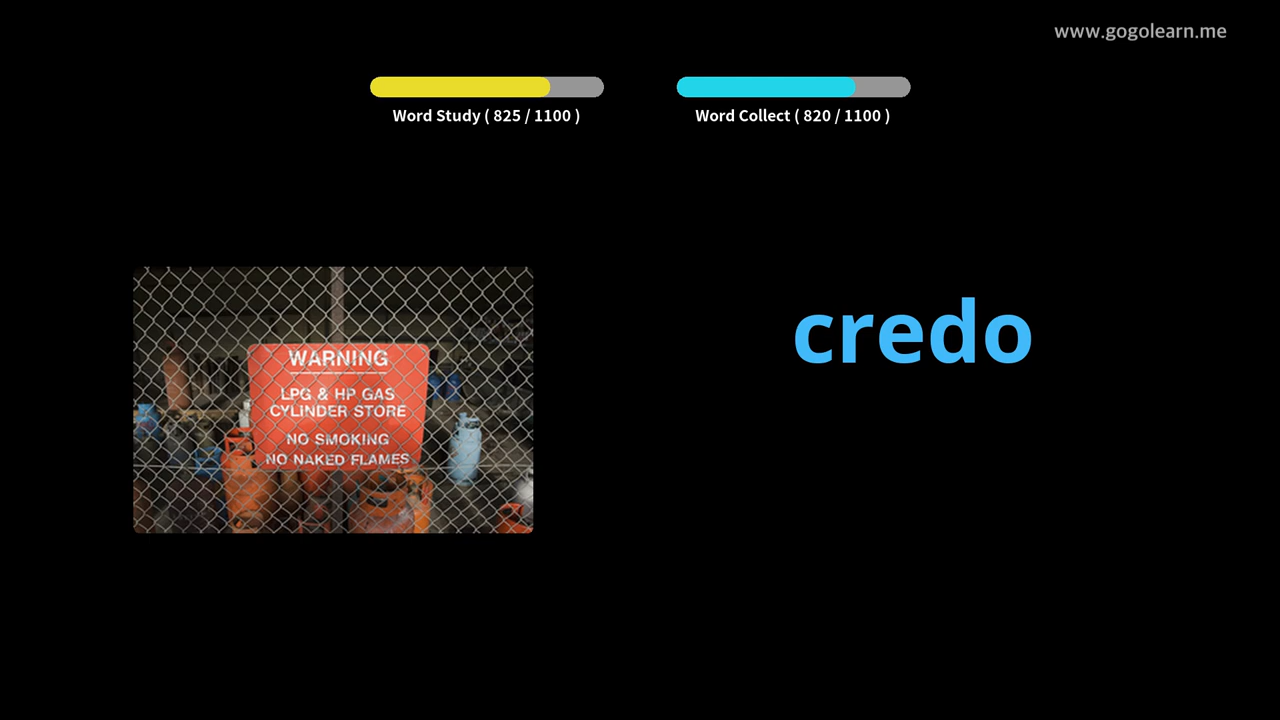 www.gogolearn.me
Word Study ( 825 / 1100 )
Word Collect ( 820 / 1100 )
credo
WARNING
LPG & HP GAS
CYLINDER STORE
NO SMOKING
NO NAKED FLAMES